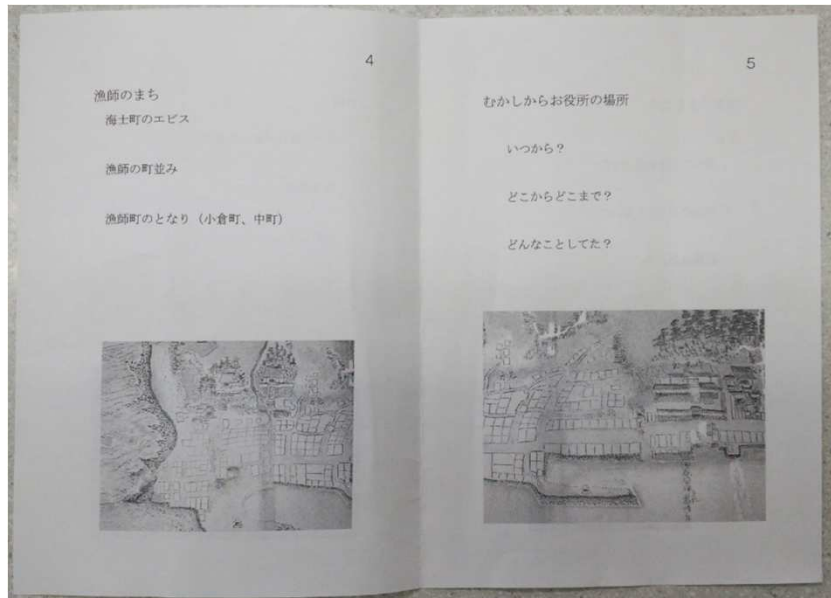 4
漁師のまち
海士町のエビス
漁師の町並み
漁師町のとなり（小倉町、中町）
5
むかしからお役所の場所
いつから？
どこからどこまで？
どんなことしてた？